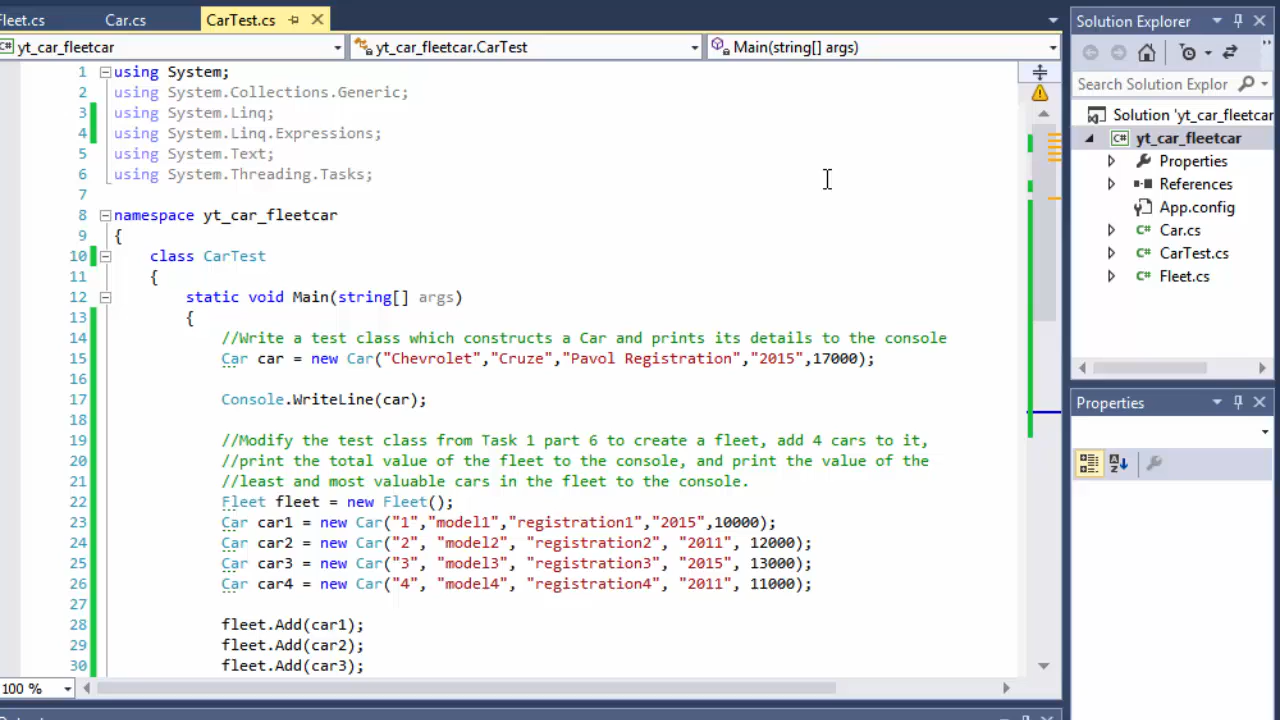 Fleet.cs Car.cs CarTest.cs
yt_car_fleetcar yt_car_fleetcar.CarTest Main(string[] args)
1 using System;
2 using System.Collections.Generic;
3 using System.Linq;
4 using System.Linq.Expressions;
5 using System.Text;
6 using System.Threading.Tasks;
7
8 namespace yt_car_fleetcar
9 {
10 class CarTest
11 {
12 static void Main(string[] args)
13 {
14 //Write a test class which constructs a Car and prints its details to the console
15 Car car = new Car("Chevrolet","Cruze","Pavol Registration","2015",17000);
16
17 Console.WriteLine(car);
18
19 //Modify the test class from Task 1 part 6 to create a fleet, add 4 cars to it,
20 //print the total value of the fleet to the console, and print the value of the
21 //least and most valuable cars in the fleet to the console.
22 Fleet fleet = new Fleet();
23 Car car1 = new Car("1","model1","registration1","2015",10000);
24 Car car2 = new Car("2", "model2", "registration2", "2011", 12000);
25 Car car3 = new Car("3", "model3", "registration3", "2015", 13000);
26 Car car4 = new Car("4", "model4", "registration4", "2011", 11000);
27
28 fleet.Add(car1);
29 fleet.Add(car2);
30 fleet.Add(car3);
100 %
Solution Explorer
Search Solution Explor
Solution 'yt_car_fleetcar
C# yt_car_fleetcar
Properties
References
App.config
C# Car.cs
C# CarTest.cs
C# Fleet.cs
Properties